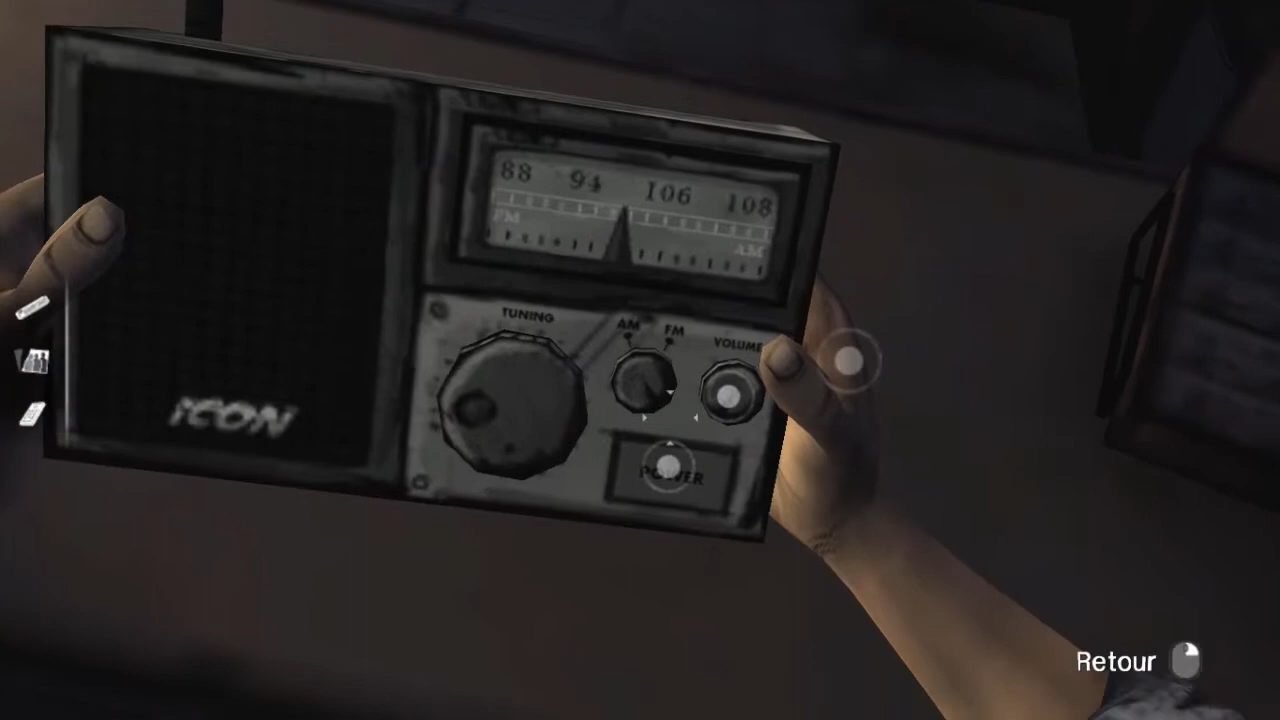 88 94 106 108
FM
AM
TUNING
AM FM
VOLUME
POWER
ICON
Retour